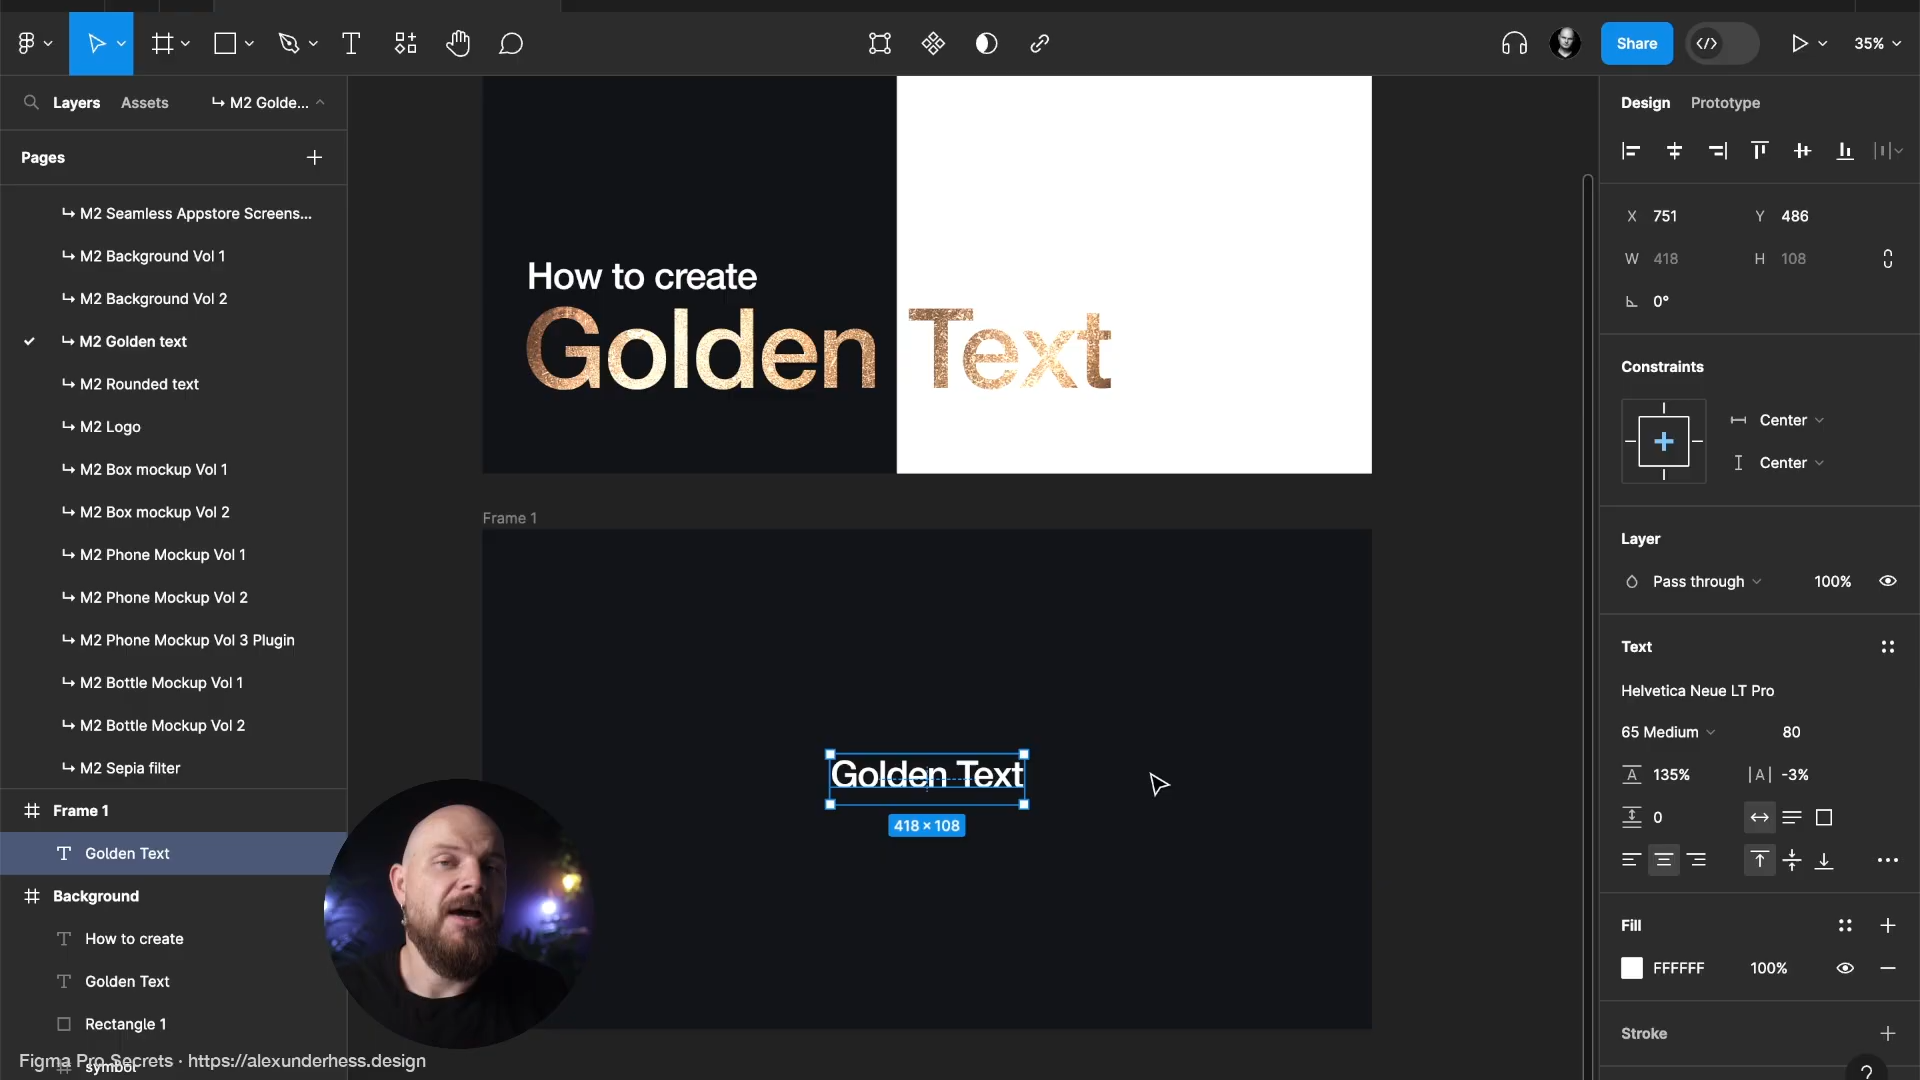 Share
35%
Layers
Assets
↳ M2 Golde...
Pages
↳ M2 Seamless Appstore Screens...
↳ M2 Background Vol 1
↳ M2 Background Vol 2
↳ M2 Golden text
↳ M2 Rounded text
↳ M2 Logo
↳ M2 Box mockup Vol 1
↳ M2 Box mockup Vol 2
↳ M2 Phone Mockup Vol 1
↳ M2 Phone Mockup Vol 2
↳ M2 Phone Mockup Vol 3 Plugin
↳ M2 Bottle Mockup Vol 1
↳ M2 Bottle Mockup Vol 2
↳ M2 Sepia filter
Frame 1
Golden Text
Background
How to create
Golden Text
Rectangle 1
symbol
Figma Pro Secrets · https://alexunderhess.design
How to create
Golden Text
Frame 1
Golden Text
418 × 108
Design
Prototype
X 751
Y 486
W 418
H 108
0°
Constraints
Center
Center
Layer
Pass through
100%
Text
Helvetica Neue LT Pro
65 Medium
80
135%
|A| -3%
0
Fill
FFFFFF
100%
Stroke
?